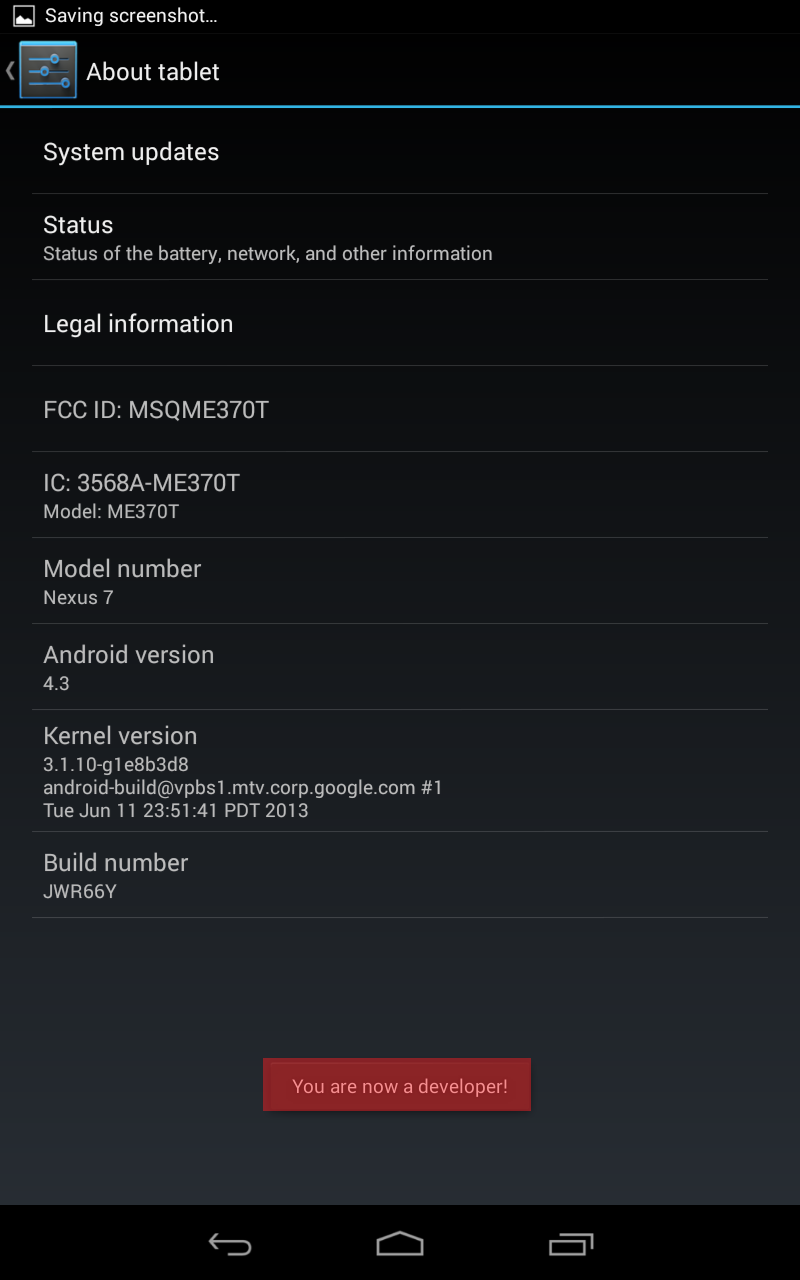 Saving screenshot…
About tablet
System updates
Status
Status of the battery, network, and other information
Legal information
FCC ID: MSQME370T
IC: 3568A-ME370T
Model: ME370T
Model number
Nexus 7
Android version
4.3
Kernel version
3.1.10-g1e8b3d8
android-build@vpbs1.mtv.corp.google.com #1
Tue Jun 11 23:51:41 PDT 2013
Build number
JWR66Y
You are now a developer!